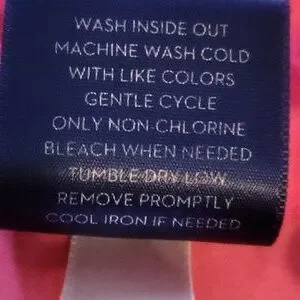 WASH INSIDE OUT
MACHINE WASH COLD
WITH LIKE COLORS
GENTLE CYCLE
ONLY NON-CHLORINE
BLEACH WHEN NEEDED
TUMBLE DRY LOW
REMOVE PROMPTLY
COOL IRON IF NEEDED